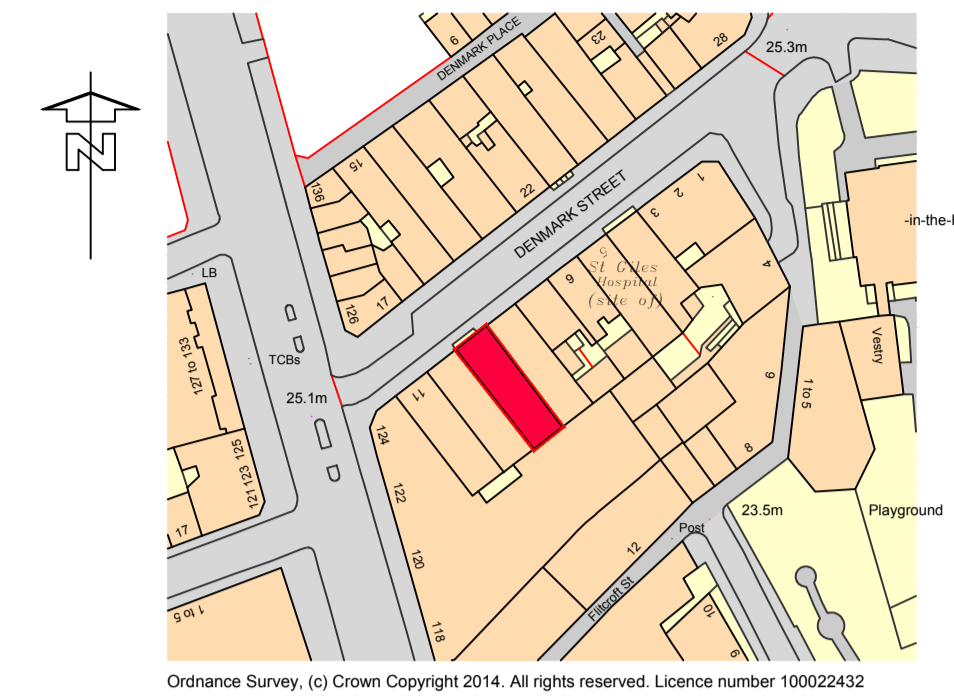 DENMARK PLACE
6
23
28
25.3m
N
15
136
22
DENMARK STREET
1
2
3
4
-in-the-
St Giles
Hospital
(site of)
6
LB
17
126
TCBs
127 to 133
25.1m
11
124
Vestry
1 to 5
9
8
121 123 125
122
17
23.5m
Playground
Post
120
12
Flitcroft St
1 to 5
118
10
9
Ordnance Survey, (c) Crown Copyright 2014. All rights reserved. Licence number 100022432